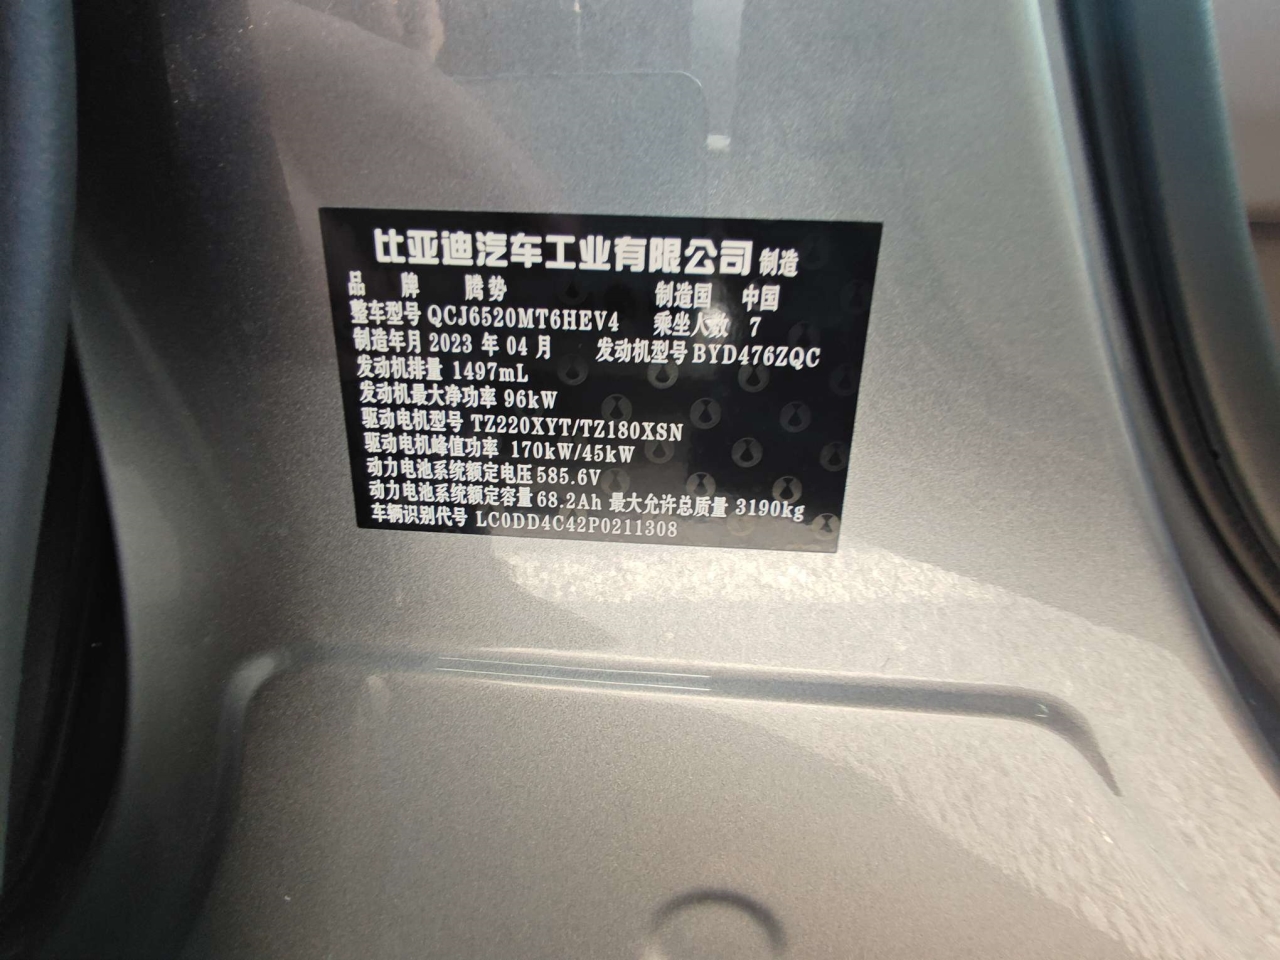 比亚迪汽车工业有限公司 制造
品 牌 腾势 制造国 中国
整车型号 QCJ6520MT6HEV4 乘坐人数 7
制造年月 2023 年 04 月 发动机型号 BYD476ZQC
发动机排量 1497mL
发动机最大净功率 96kW
驱动电机型号 TZ220XYT/TZ180XSN
驱动电机峰值功率 170kW/45kW
动力电池系统额定电压 585.6V
动力电池系统额定容量 68.2Ah 最大允许总质量 3190kg
车辆识别代号 LC0DD4C42P0211308